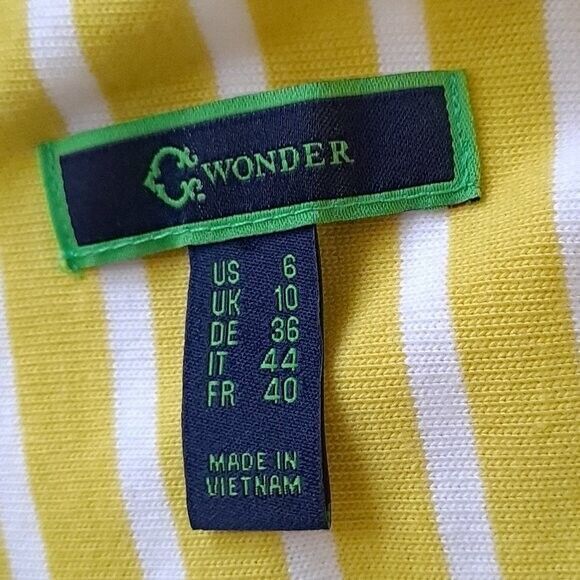 C. WONDER
US 6
UK 10
DE 36
IT 44
FR 40
MADE IN
VIETNAM